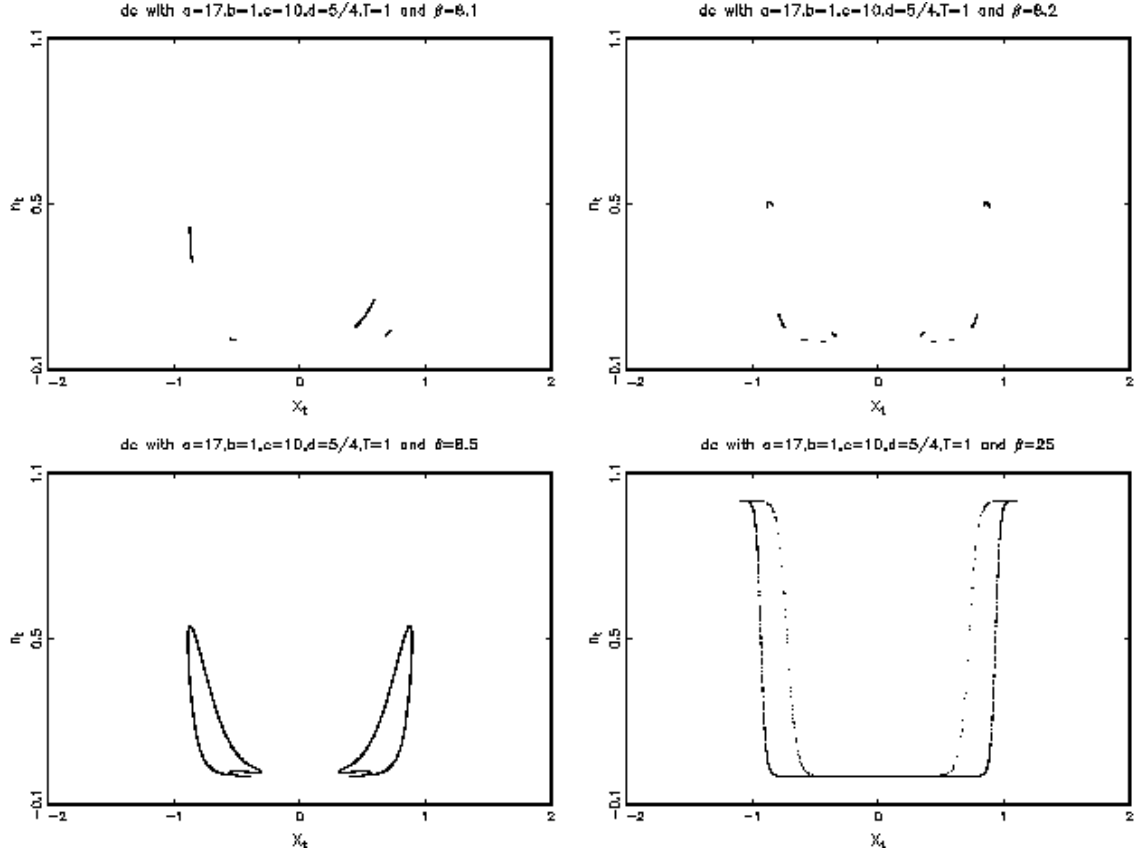 dc with a=17,b=1,c=10,d=5/4,T=1 and β=8.1
1.1
0.5
-0.1
n_t
-2 -1 0 1 2
X_t
dc with a=17,b=1,c=10,d=5/4,T=1 and β=8.2
1.1
0.5
-0.1
n_t
-2 -1 0 1 2
X_t
dc with a=17,b=1,c=10,d=5/4,T=1 and β=8.5
1.1
0.5
-0.1
n_t
-2 -1 0 1 2
X_t
dc with a=17,b=1,c=10,d=5/4,T=1 and β=25
1.1
0.5
-0.1
n_t
-2 -1 0 1 2
X_t